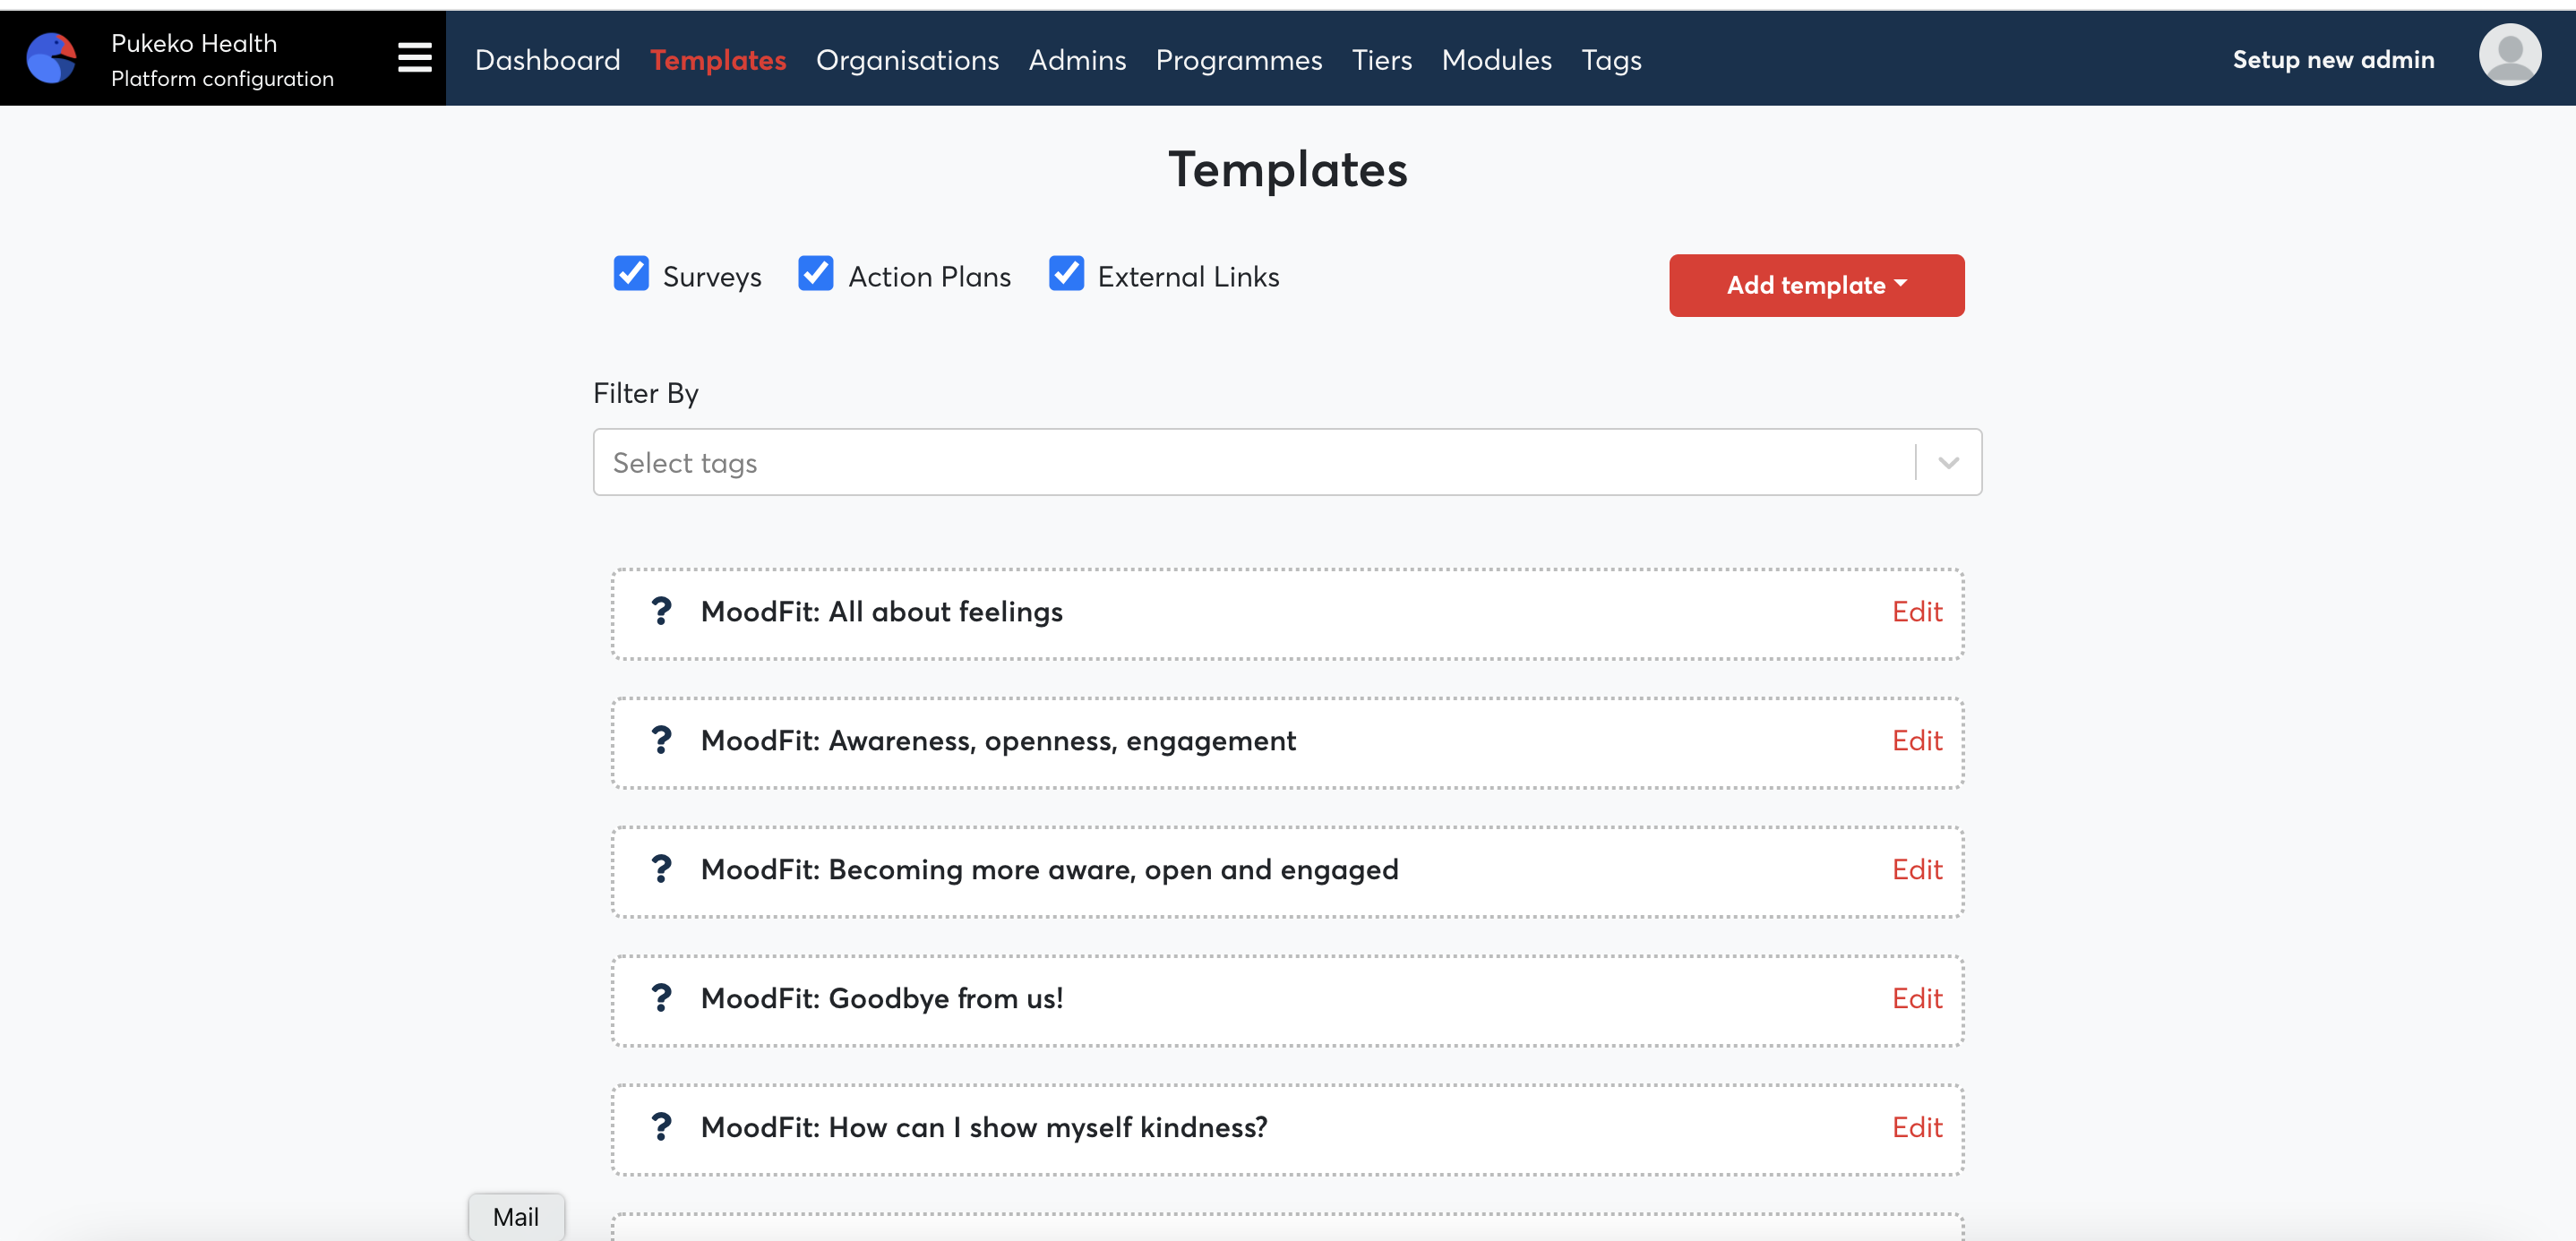 Pukeko Health
Platform configuration
Dashboard Templates Organisations Admins Programmes Tiers Modules Tags
Setup new admin
Templates
Surveys Action Plans External Links
Add template
Filter By
Select tags
? MoodFit: All about feelings Edit
? MoodFit: Awareness, openness, engagement Edit
? MoodFit: Becoming more aware, open and engaged Edit
? MoodFit: Goodbye from us! Edit
? MoodFit: How can I show myself kindness? Edit
Mail